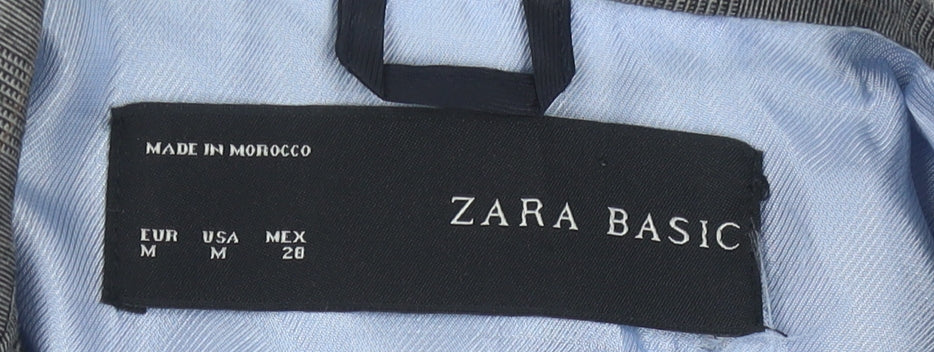 MADE IN MOROCCO
ZARA BASIC
EUR USA MEX
M M 28